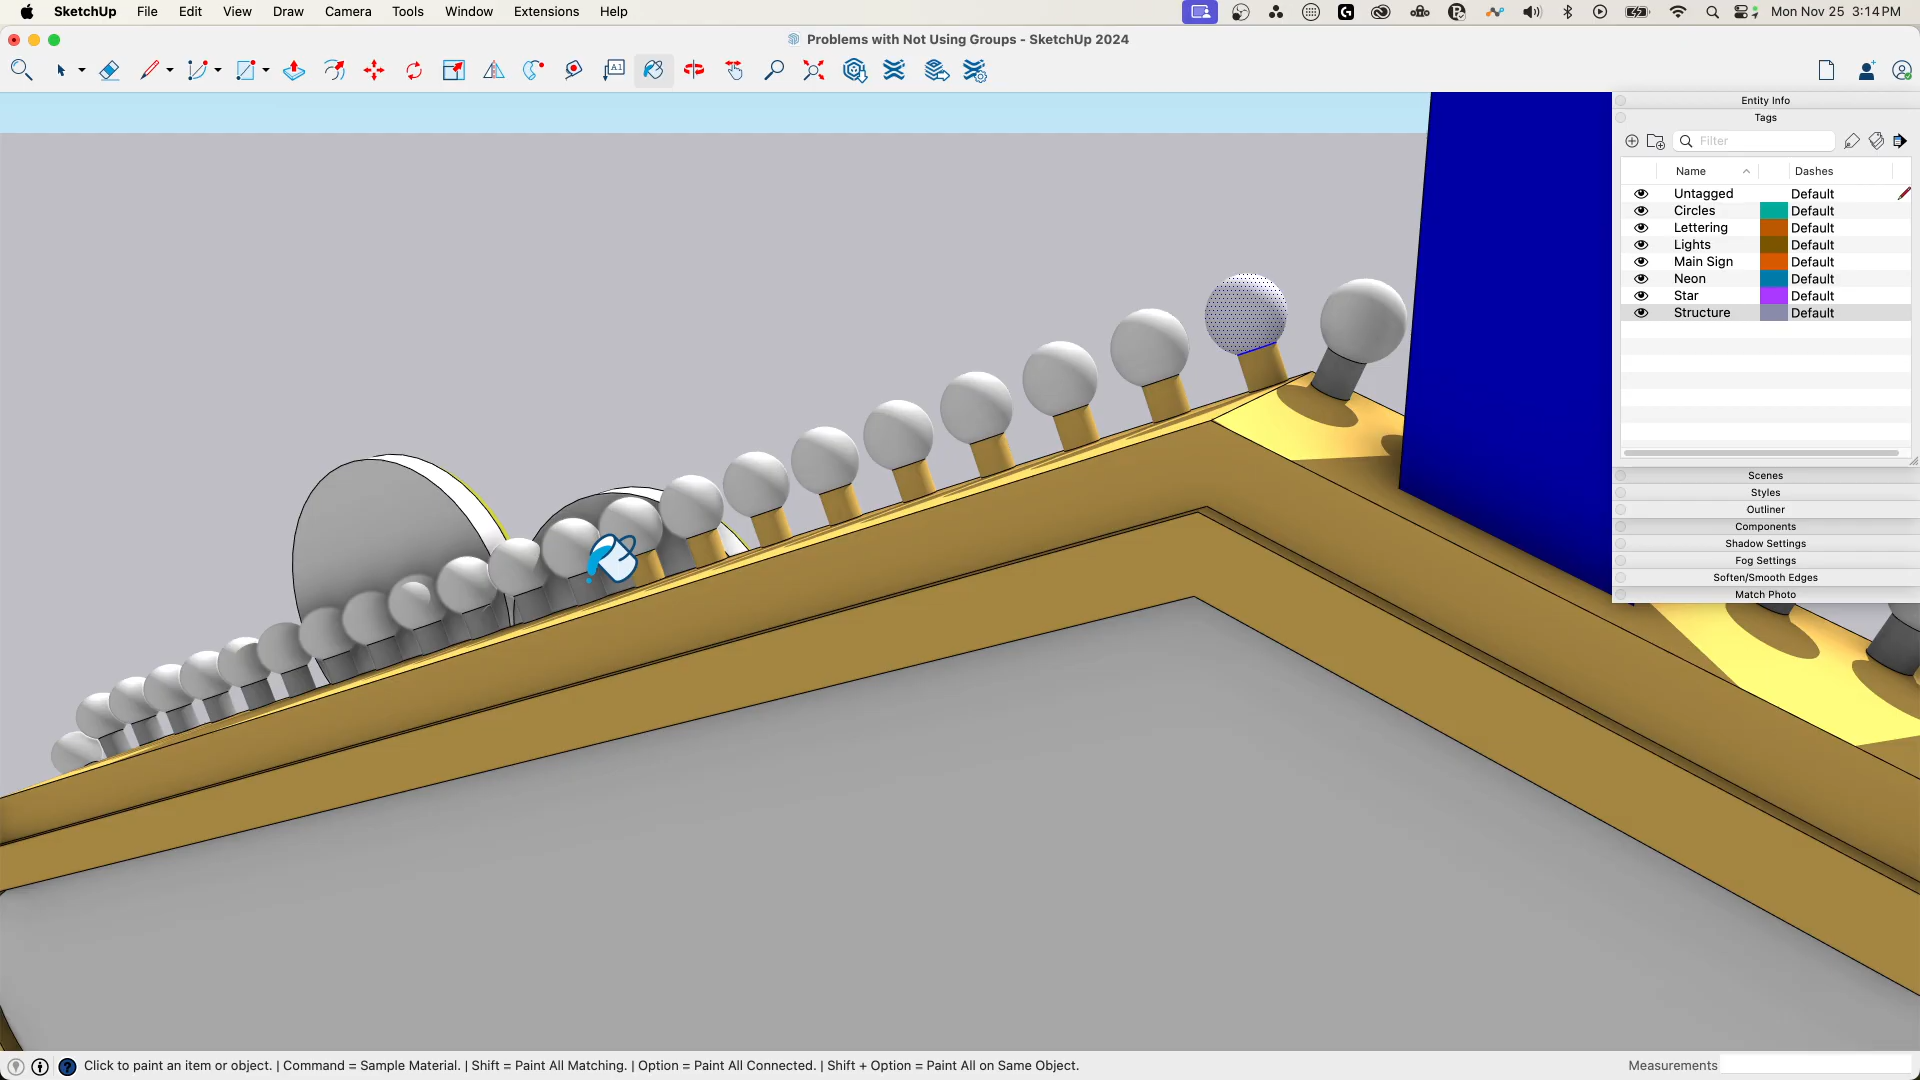 SketchUp File Edit View Draw Camera Tools Window Extensions Help Mon Nov 25 3:14 PM
Problems with Not Using Groups - SketchUp 2024
A1
Entity Info
Tags
Filter
Name Dashes
Untagged Default
Circles Default
Lettering Default
Lights Default
Main Sign Default
Neon Default
Star Default
Structure Default
Scenes
Styles
Outliner
Components
Shadow Settings
Fog Settings
Soften/Smooth Edges
Match Photo
Click to paint an item or object. | Command = Sample Material. | Shift = Paint All Matching. | Option = Paint All Connected. | Shift + Option = Paint All on Same Object. Measurements